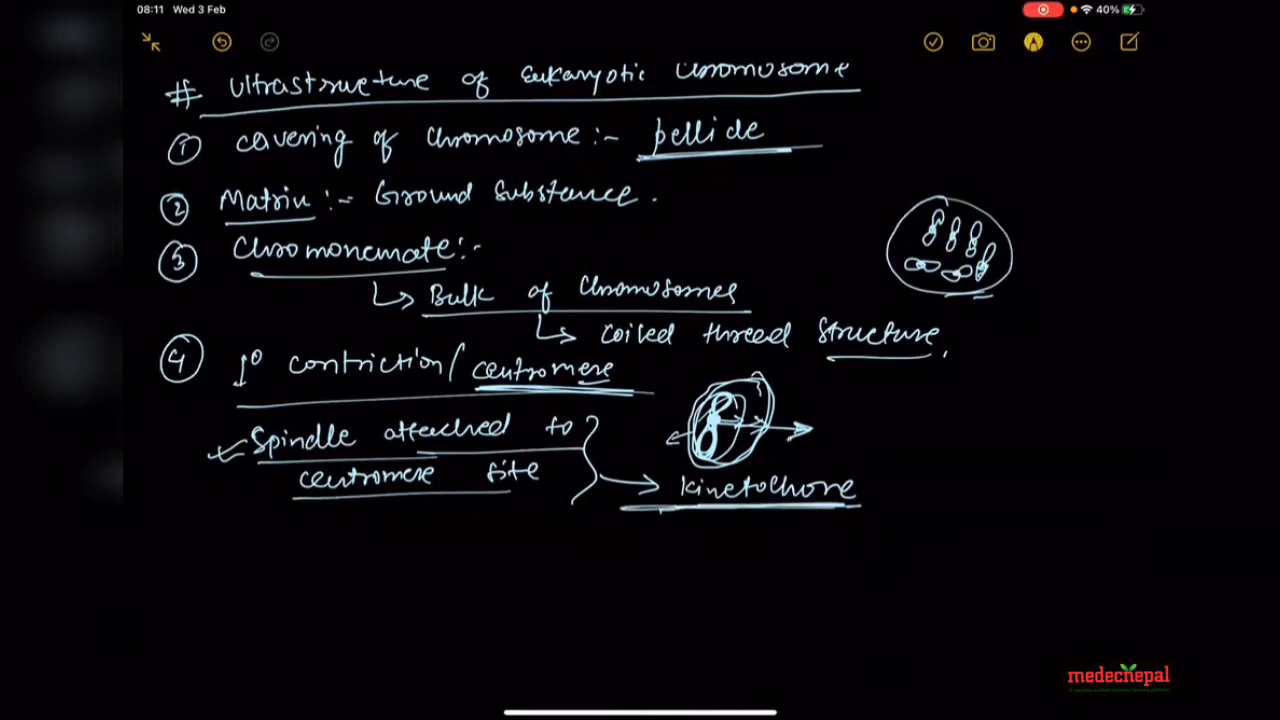 08:11 Wed 3 Feb
40%
# Ultrastructure of Eukaryotic Chromosome
① Covering of Chromosome :- pellicle
② Matrix :- Ground Substance.
③ Chromonemate :-
↳ Bulk of Chromosomes
↳ Coiled thread Structure.
④ 1° contriction/centromere
Spindle attached to
centromere site
→ kinetochore
medecnepal